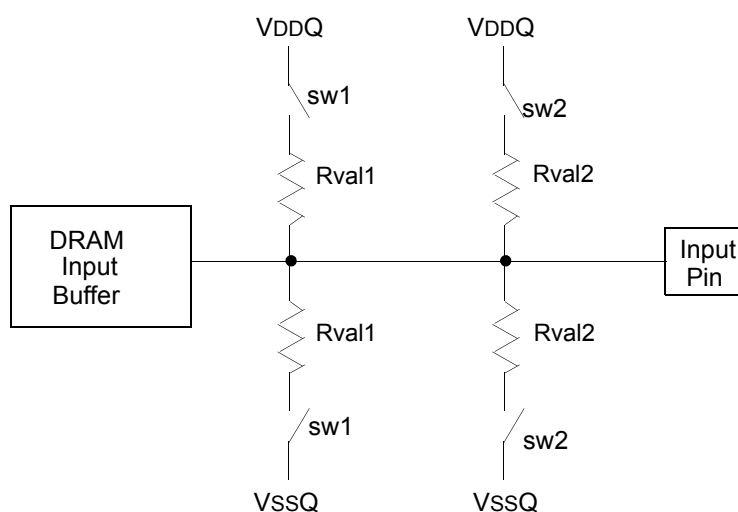 VDDQ
VDDQ
sw1
sw2
Rval1
Rval2
DRAM
Input
Buffer
Input
Pin
Rval1
Rval2
sw1
sw2
VSSQ
VSSQ